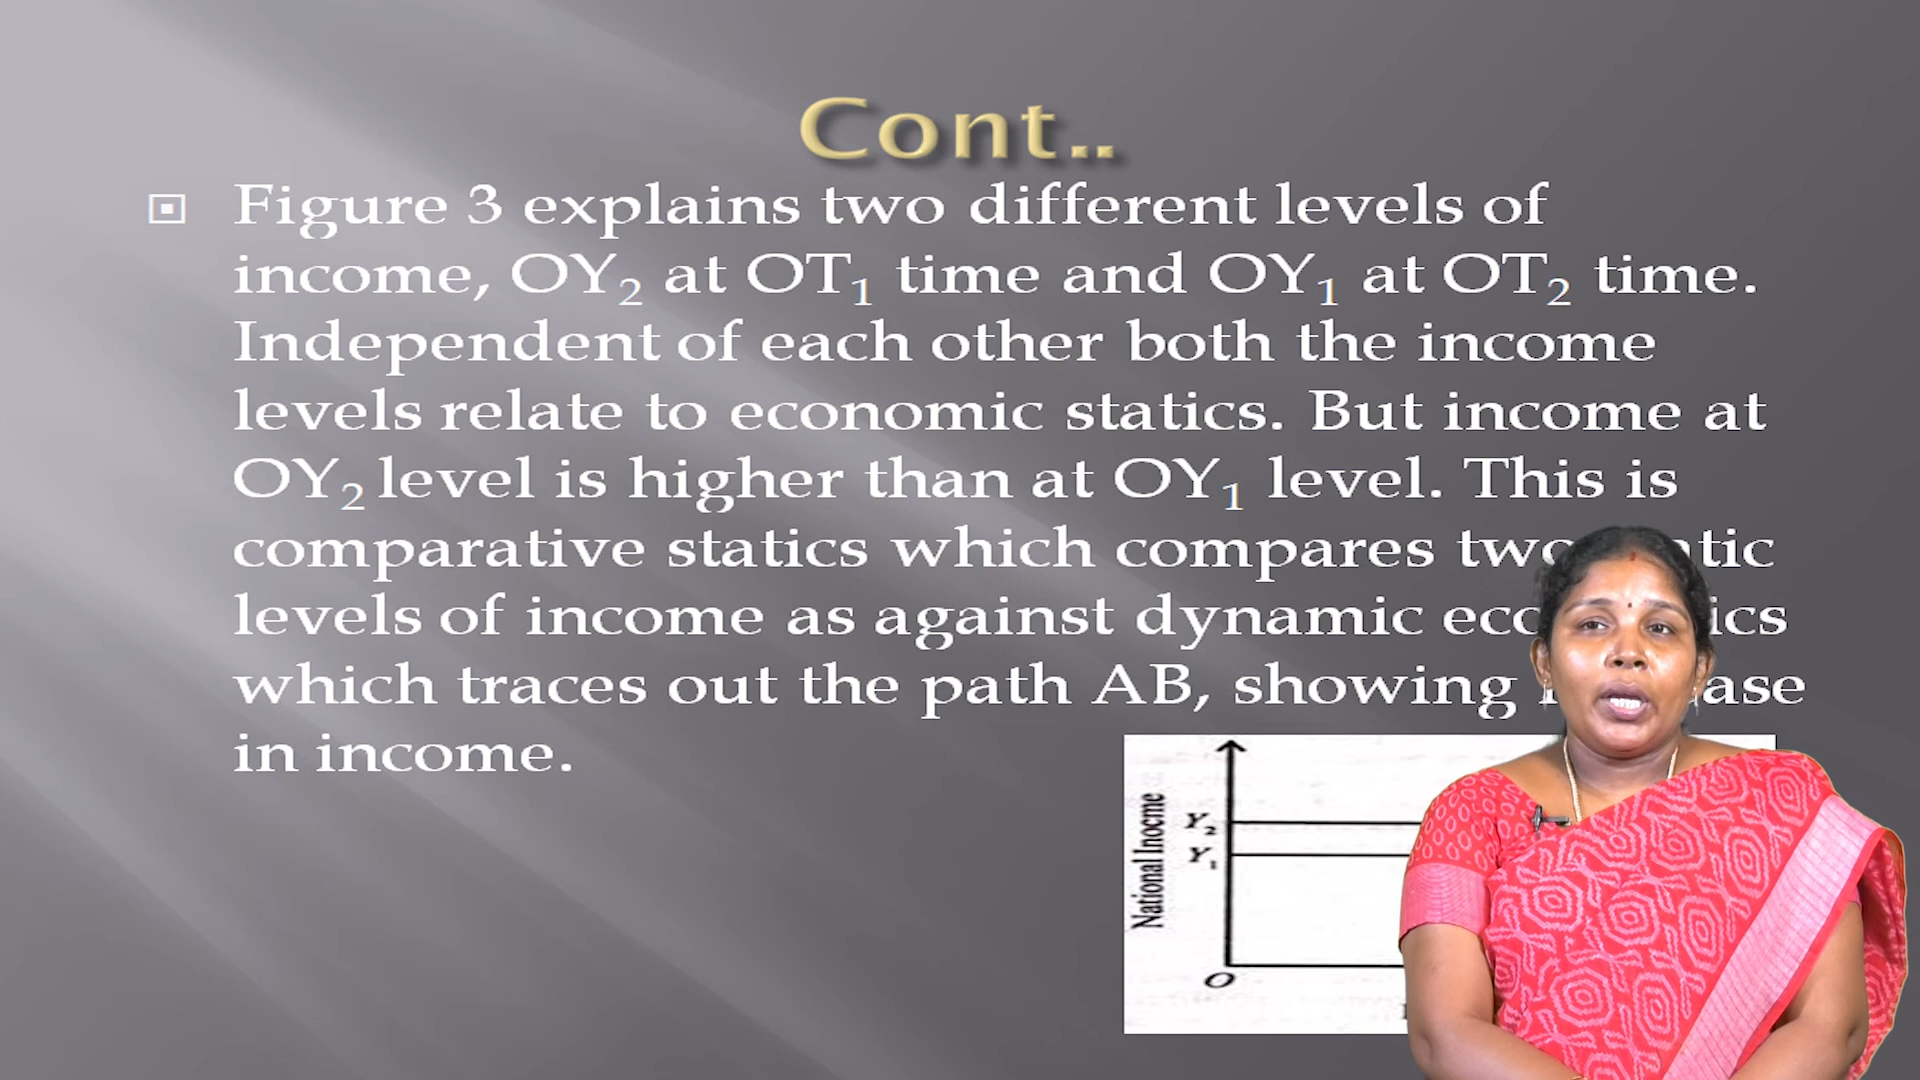 Cont..
Figure 3 explains two different levels of
income, OY2 at OT1 time and OY1 at OT2 time.
Independent of each other both the income
levels relate to economic statics. But income at
OY2 level is higher than at OY1 level. This is
comparative statics which compares
levels of income as against dynamic
which traces out the path AB, showing
in income.
National Inocme
Y2
Y1
O